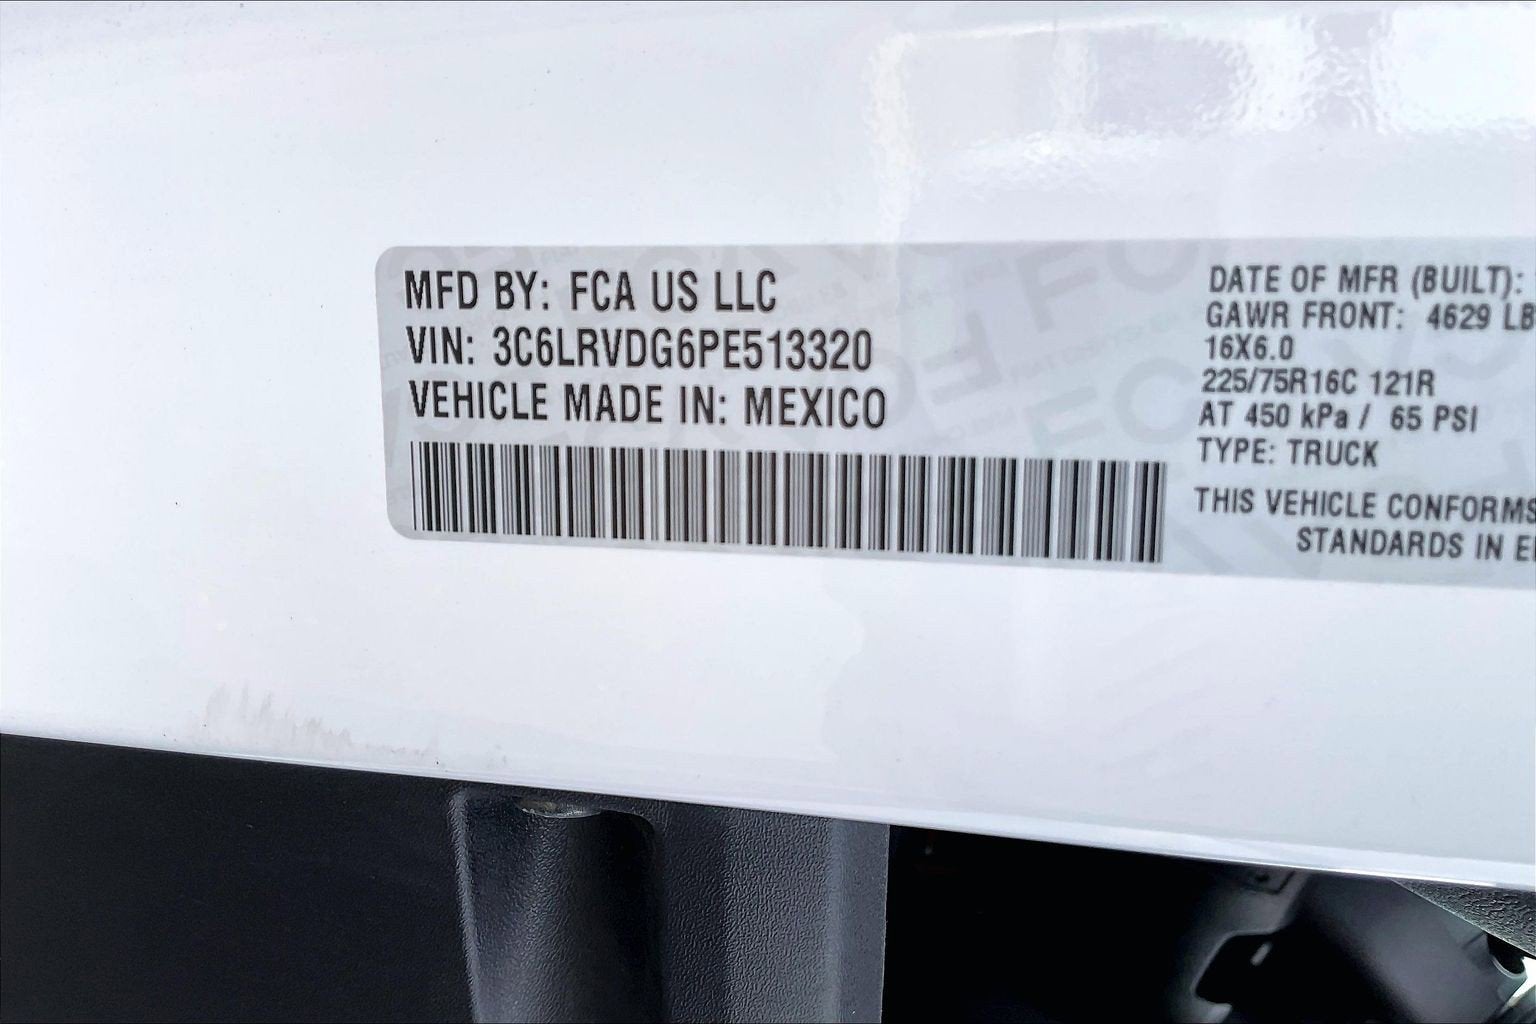 MFD BY: FCA US LLC
VIN: 3C6LRVDG6PE513320
VEHICLE MADE IN: MEXICO
DATE OF MFR (BUILT):
GAWR FRONT: 4629 LB
16X6.0
225/75R16C 121R
AT 450 kPa / 65 PSI
TYPE: TRUCK
THIS VEHICLE CONFORMS
STANDARDS IN